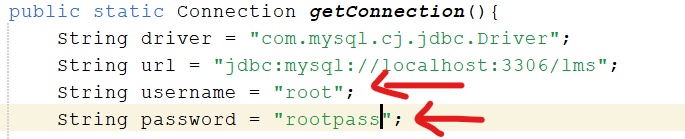 public static Connection getConnection(){
String driver = "com.mysql.cj.jdbc.Driver";
String url = "jdbc:mysql://localhost:3306/lms";
String username = "root";
String password = "rootpass";